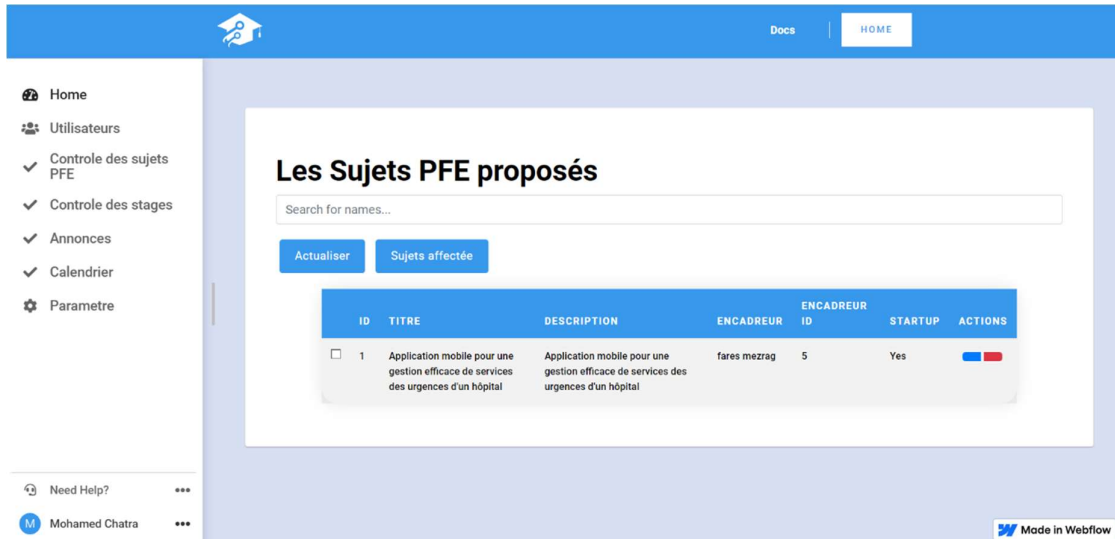 Docs
HOME
Home
Utilisateurs
Controle des sujets
PFE
Controle des stages
Annonces
Calendrier
Parametre
Need Help?
M
Mohamed Chatra
Les Sujets PFE proposés
Search for names...
Actualiser
Sujets affectée
ID TITRE DESCRIPTION ENCADREUR ENCADREUR ID STARTUP ACTIONS
1 Application mobile pour une gestion efficace de services des urgences d'un hôpital Application mobile pour une gestion efficace de services des urgences d'un hôpital fares mezrag 5 Yes
Made in Webflow